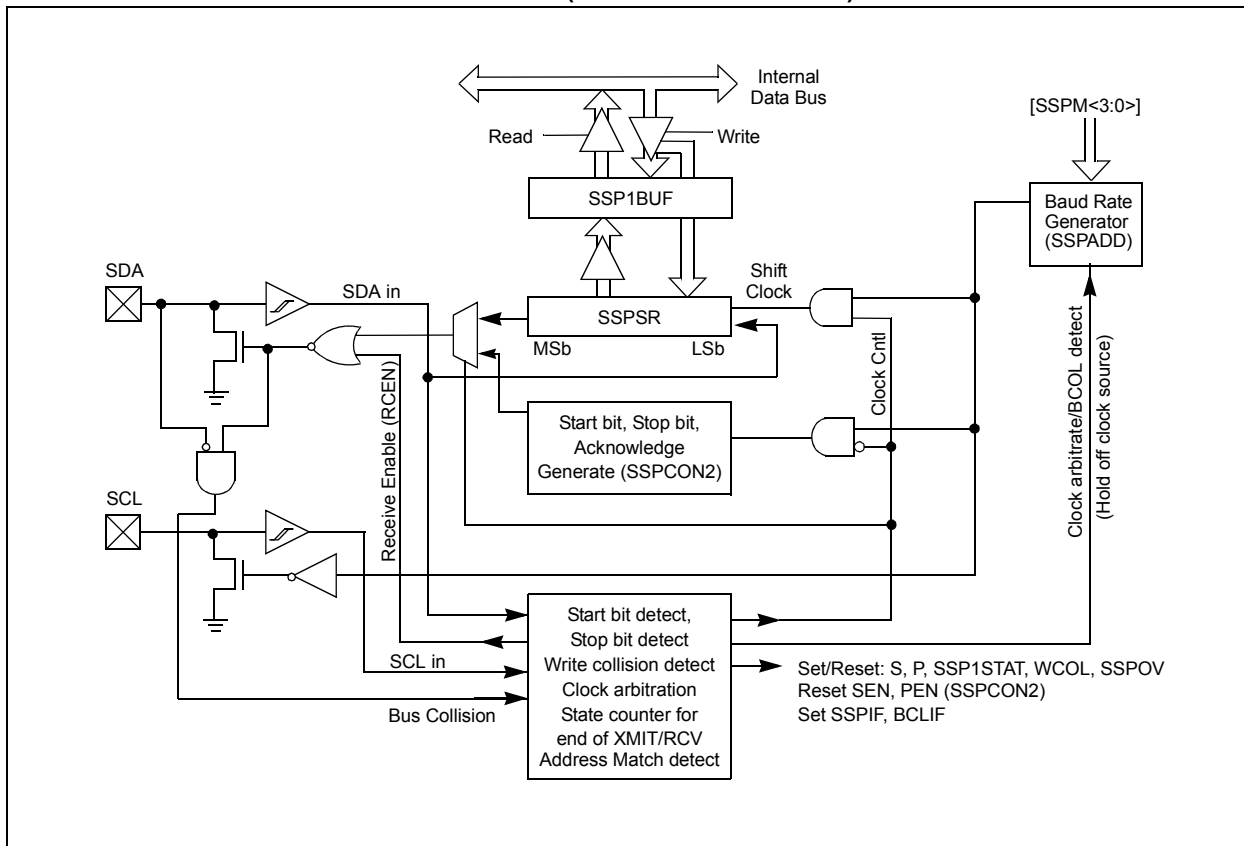 Internal
Data Bus
[SSPM<3:0>]
Read
Write
SSP1BUF
Baud Rate
Generator
(SSPADD)
SDA
SDA in
Shift
Clock
SSPSR
MSb
LSb
Clock Cntl
Receive Enable (RCEN)
Start bit, Stop bit,
Acknowledge
Generate (SSPCON2)
Clock arbitrate/BCOL detect
(Hold off clock source)
SCL
SCL in
Bus Collision
Start bit detect,
Stop bit detect
Write collision detect
Clock arbitration
State counter for
end of XMIT/RCV
Address Match detect
Set/Reset: S, P, SSP1STAT, WCOL, SSPOV
Reset SEN, PEN (SSPCON2)
Set SSPIF, BCLIF